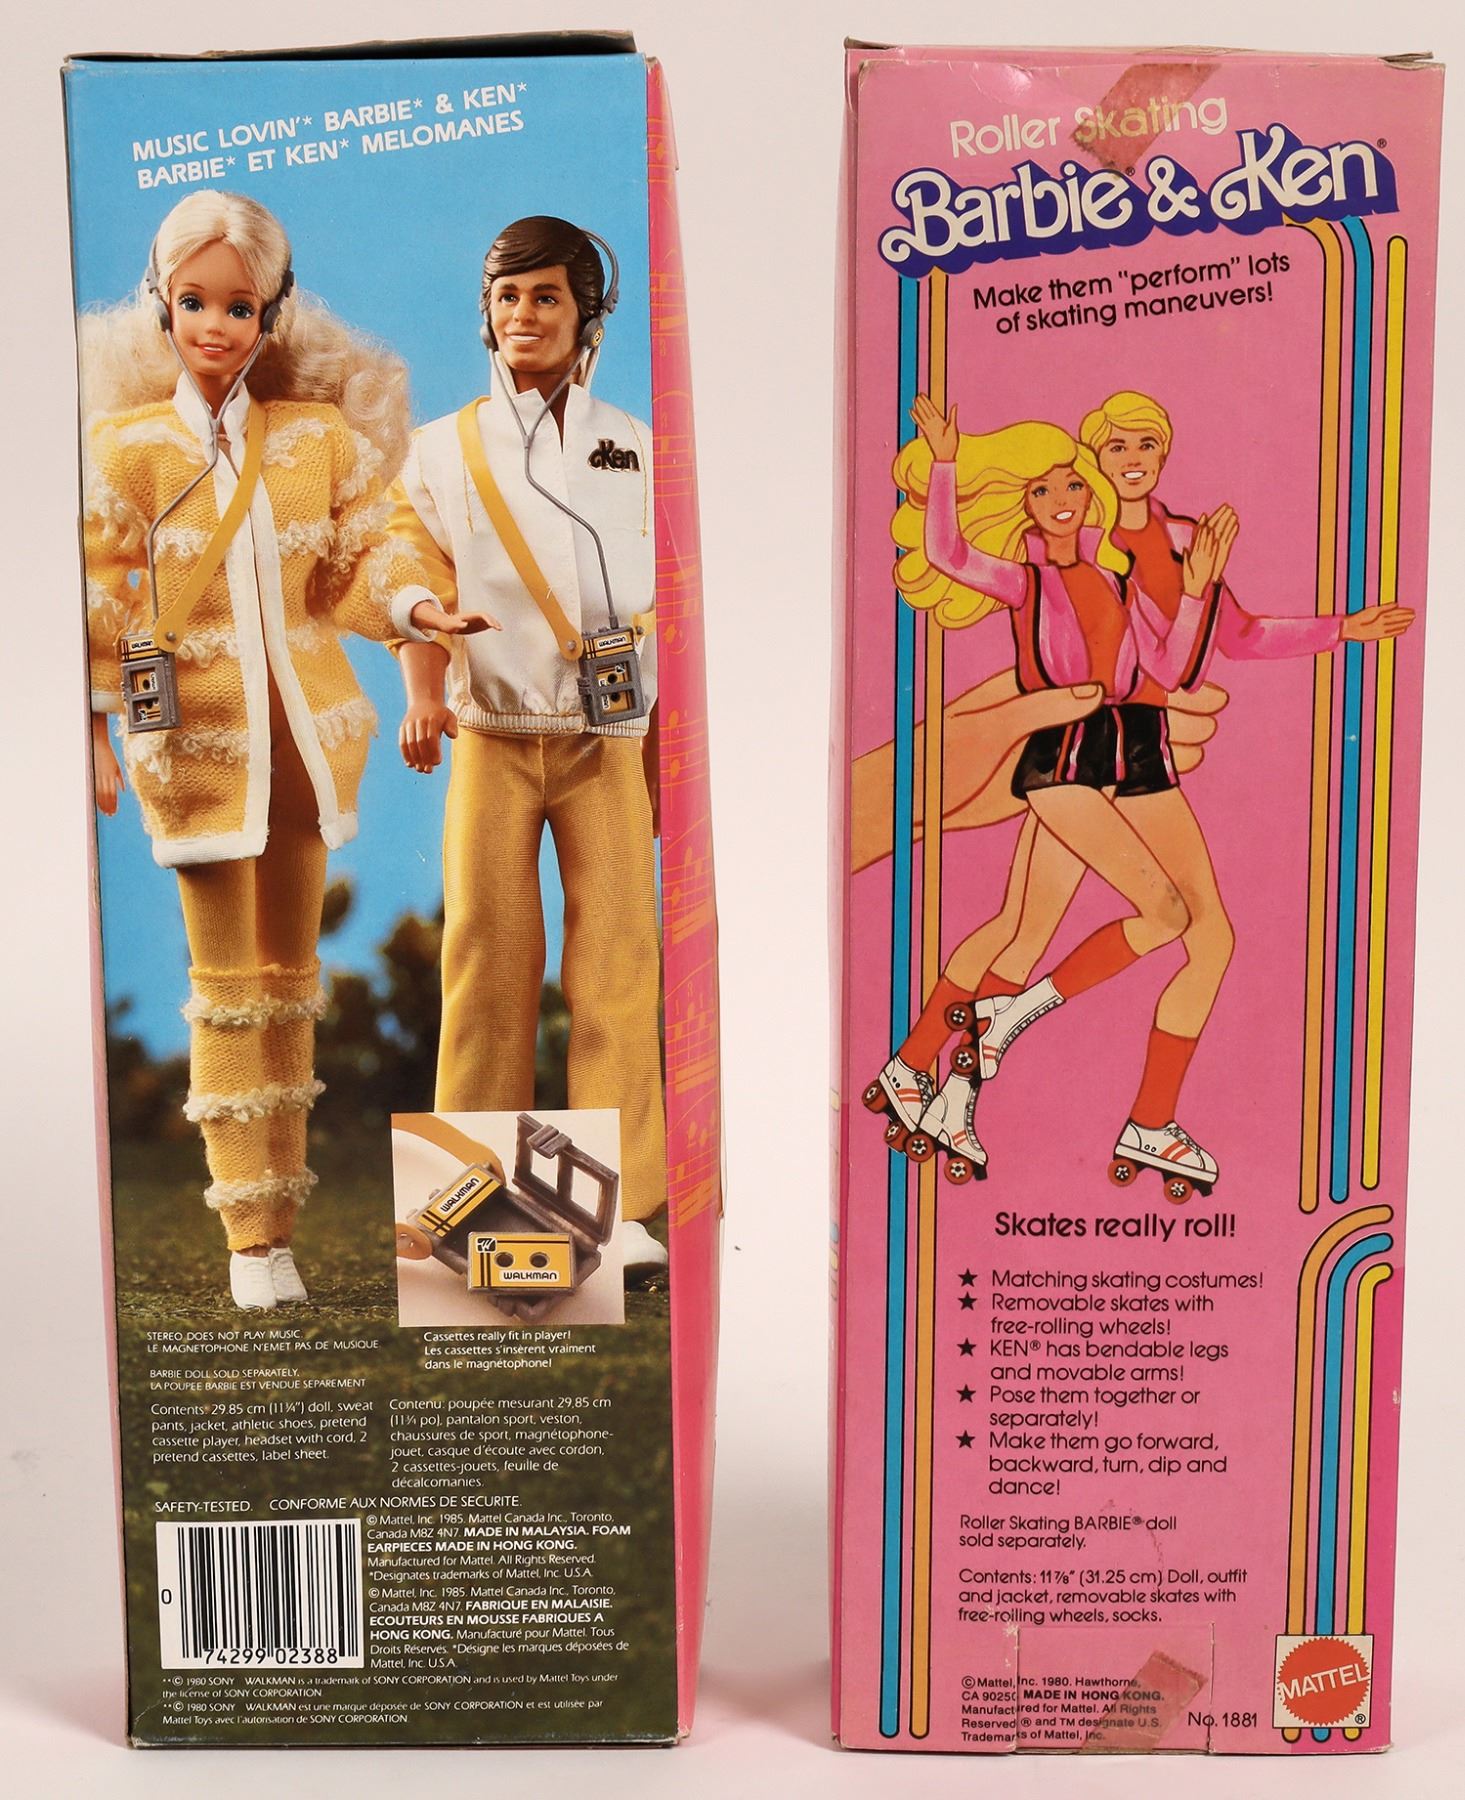 MUSIC LOVIN'* BARBIE* & KEN*
BARBIE* ET KEN* MELOMANES
Ken
WALKMAN
WALKMAN
WALKMAN
WALKMAN
STEREO DOES NOT PLAY MUSIC.
LE MAGNETOPHONE N'EMET PAS DE MUSIQUE
BARBIE DOLL SOLD SEPARATELY.
LA POUPEE BARBIE EST VENDUE SEPAREMENT
Cassettes really fit in player!
Les cassettes s'insèrent vraiment
dans le magnétophone!
Contents: 29.85 cm (11¾") doll, sweat
pants, jacket, athletic shoes, pretend
cassette player, headset with cord, 2
pretend cassettes, label sheet.
Contenu: poupée mesurant 29,85 cm
(11¾ po), pantalon sport, veston,
chaussures de sport, magnétophone-
jouet, casque d'écoute avec cordon,
2 cassettes-jouets, feuille de
décalcomanies.
SAFETY-TESTED. CONFORME AUX NORMES DE SECURITE.
© Mattel, Inc. 1985. Mattel Canada Inc., Toronto,
Canada M8Z 4N7. MADE IN MALAYSIA. FOAM
EARPIECES MADE IN HONG KONG.
Manufactured for Mattel. All Rights Reserved.
*Designates trademarks of Mattel, Inc. U.S.A.
© Mattel, Inc. 1985. Mattel Canada Inc., Toronto,
Canada M8Z 4N7. FABRIQUE EN MALAISIE.
ECOUTEURS EN MOUSSE FABRIQUES A
HONG KONG. Manufacturé pour Mattel. Tous
Droits Réservés. *Désigne les marques déposées de
Mattel, Inc. U.S.A.
0 74299 02388
**© 1980 SONY WALKMAN is a trademark of SONY CORPORATION and is used by Mattel Toys under
the license of SONY CORPORATION.
**© 1980 SONY WALKMAN est une marque déposée de SONY CORPORATION et est utilisée par
Mattel Toys avec l'autorisation de SONY CORPORATION.
Roller Skating
Barbie® & Ken®
Make them "perform" lots
of skating maneuvers!
Skates really roll!
★ Matching skating costumes!
★ Removable skates with
free-rolling wheels!
★ KEN® has bendable legs
and movable arms!
★ Pose them together or
separately!
★ Make them go forward,
backward, turn, dip and
dance!
Roller Skating BARBIE® doll
sold separately.
Contents: 11⅞" (31.25 cm) Doll, outfit
and jacket, removable skates with
free-rolling wheels, socks.
© Mattel, Inc. 1980. Hawthorne,
CA 90250. MADE IN HONG KONG.
Manufactured for Mattel. All Rights
Reserved ® and TM designate U.S.
Trademarks of Mattel, Inc.
No. 1881
MATTEL
®